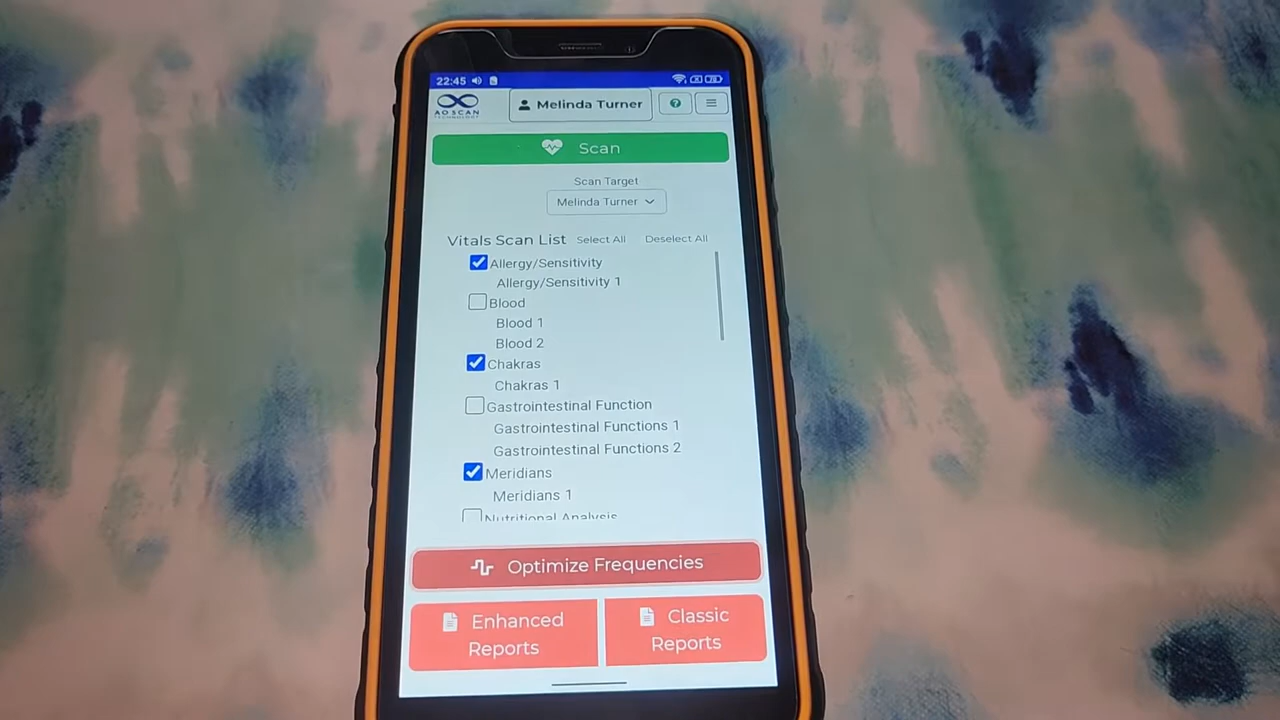 22:45
AO SCAN
TECHNOLOGY
Melinda Turner
Scan
Scan Target
Melinda Turner
Vitals Scan List Select All Deselect All
Allergy/Sensitivity
Allergy/Sensitivity 1
Blood
Blood 1
Blood 2
Chakras
Chakras 1
Gastrointestinal Function
Gastrointestinal Functions 1
Gastrointestinal Functions 2
Meridians
Meridians 1
Nutritional Analysis
Optimize Frequencies
Enhanced
Reports
Classic
Reports